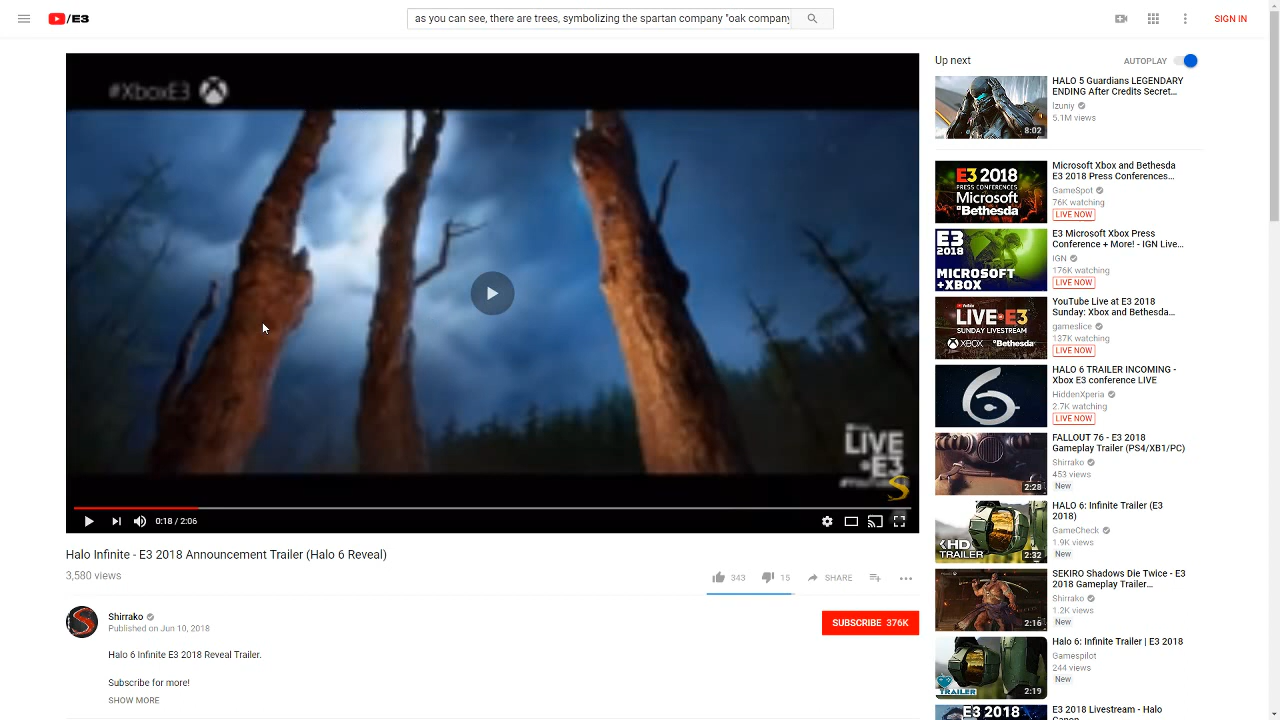 /E3
as you can see, there are trees, symbolizing the spartan company "oak company
SIGN IN
#XboxE3
LIVE
E3
0:18 / 2:06
Halo Infinite - E3 2018 Announcement Trailer (Halo 6 Reveal)
3,580 views
343
15
SHARE
Shirrako
Published on Jun 10, 2018
SUBSCRIBE 376K
Halo 6 Infinite E3 2018 Reveal Trailer.
Subscribe for more!
SHOW MORE
Up next
AUTOPLAY
8:02
HALO 5 Guardians LEGENDARY
ENDING After Credits Secret...
Izuniy
5.1M views
E3 2018
PRESS CONFERENCES
Microsoft
Bethesda
Microsoft Xbox and Bethesda
E3 2018 Press Conferences...
GameSpot
76K watching
LIVE NOW
E3
2018
MICROSOFT
+XBOX
E3 Microsoft Xbox Press
Conference + More! - IGN Live...
IGN
176K watching
LIVE NOW
LIVE E3
SUNDAY LIVESTREAM
XBOX Bethesda
YouTube Live at E3 2018
Sunday: Xbox and Bethesda...
gameslice
137K watching
LIVE NOW
HALO 6 TRAILER INCOMING -
Xbox E3 conference LIVE
HiddenXperia
2.7K watching
LIVE NOW
2:28
FALLOUT 76 - E3 2018
Gameplay Trailer (PS4/XB1/PC)
Shirrako
453 views
New
HD
TRAILER
2:32
HALO 6: Infinite Trailer (E3
2018)
GameCheck
1.9K views
New
2:16
SEKIRO Shadows Die Twice - E3
2018 Gameplay Trailer...
Shirrako
1.2K views
New
TRAILER
2:19
Halo 6: Infinite Trailer | E3 2018
Gamespilot
244 views
New
E3 2018
E3 2018 Livestream - Halo